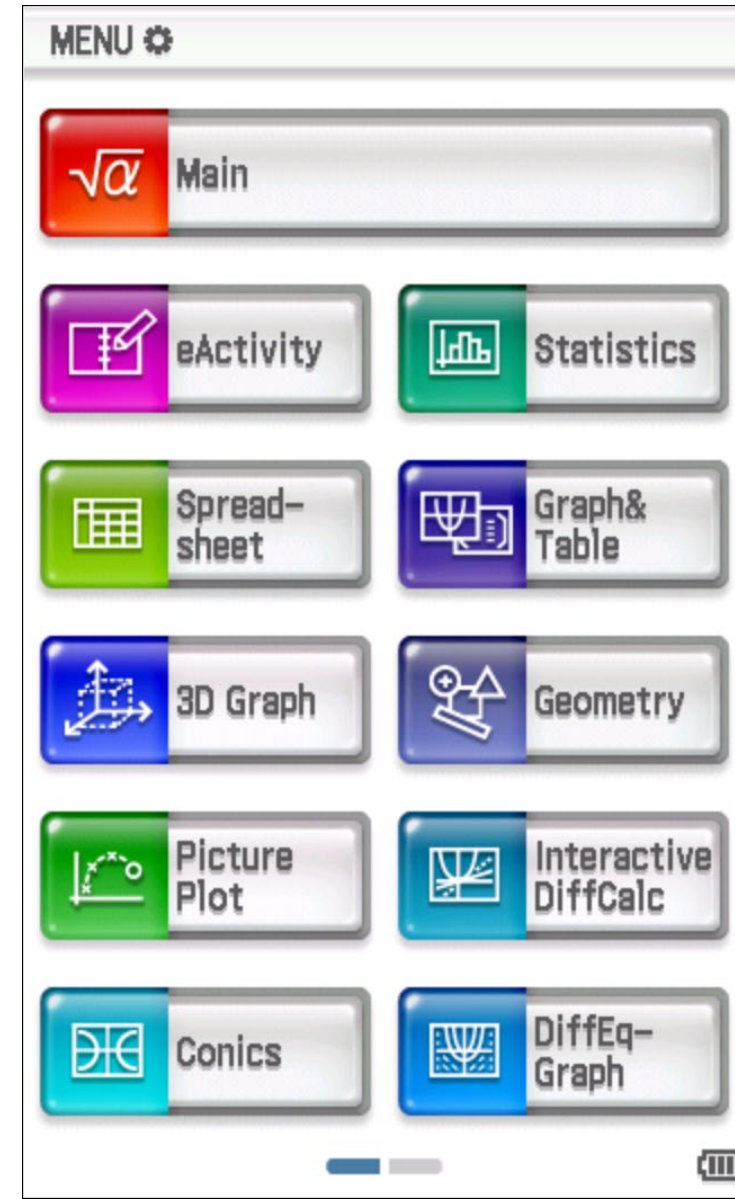 MENU
√α Main
eActivity
Statistics
Spread-
sheet
Graph&
Table
3D Graph
Geometry
Picture
Plot
Interactive
DiffCalc
Conics
DiffEq-
Graph